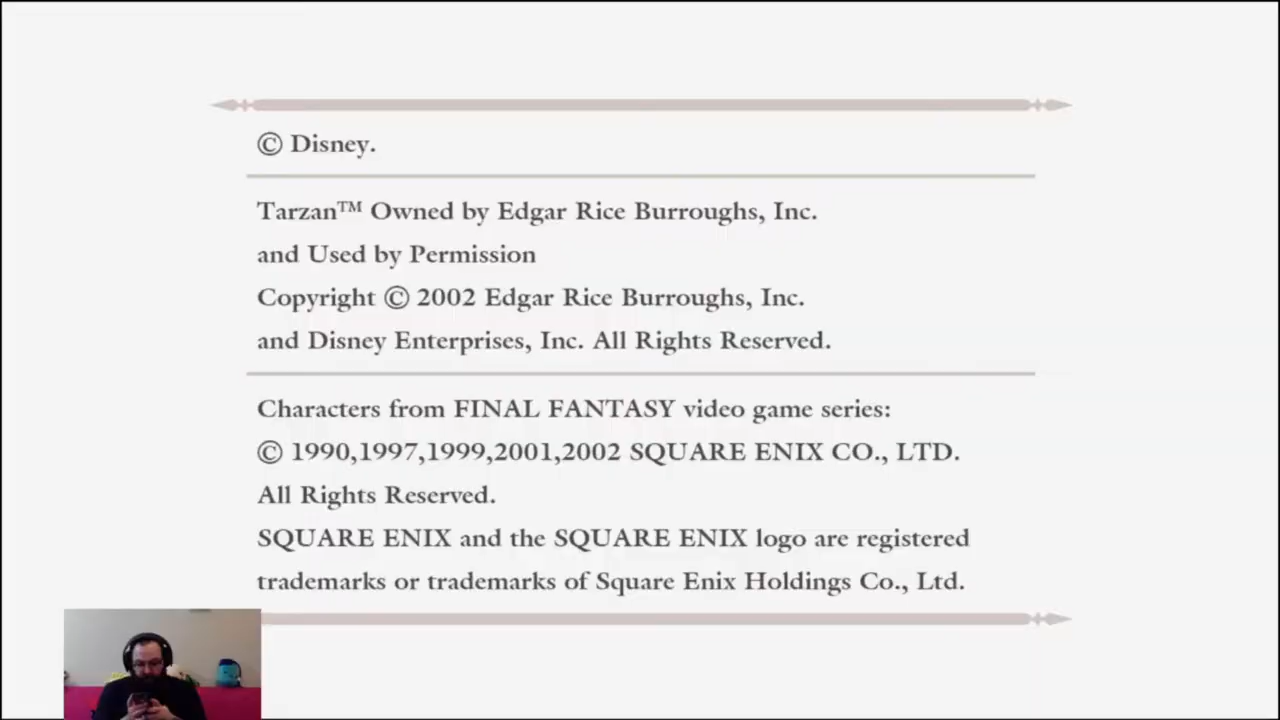 © Disney.
Tarzan™ Owned by Edgar Rice Burroughs, Inc.
and Used by Permission
Copyright © 2002 Edgar Rice Burroughs, Inc.
and Disney Enterprises, Inc. All Rights Reserved.
Characters from FINAL FANTASY video game series:
© 1990,1997,1999,2001,2002 SQUARE ENIX CO., LTD.
All Rights Reserved.
SQUARE ENIX and the SQUARE ENIX logo are registered
trademarks or trademarks of Square Enix Holdings Co., Ltd.